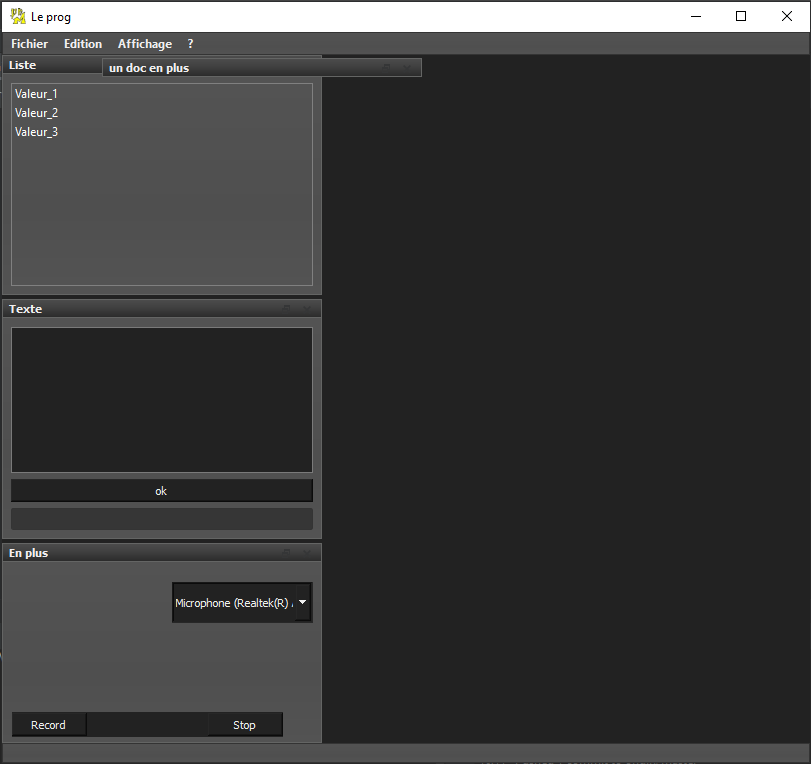 Le prog
Fichier Edition Affichage ?
Liste
un doc en plus
Valeur_1
Valeur_2
Valeur_3
Texte
ok
En plus
Microphone (Realtek(R)
Record Stop